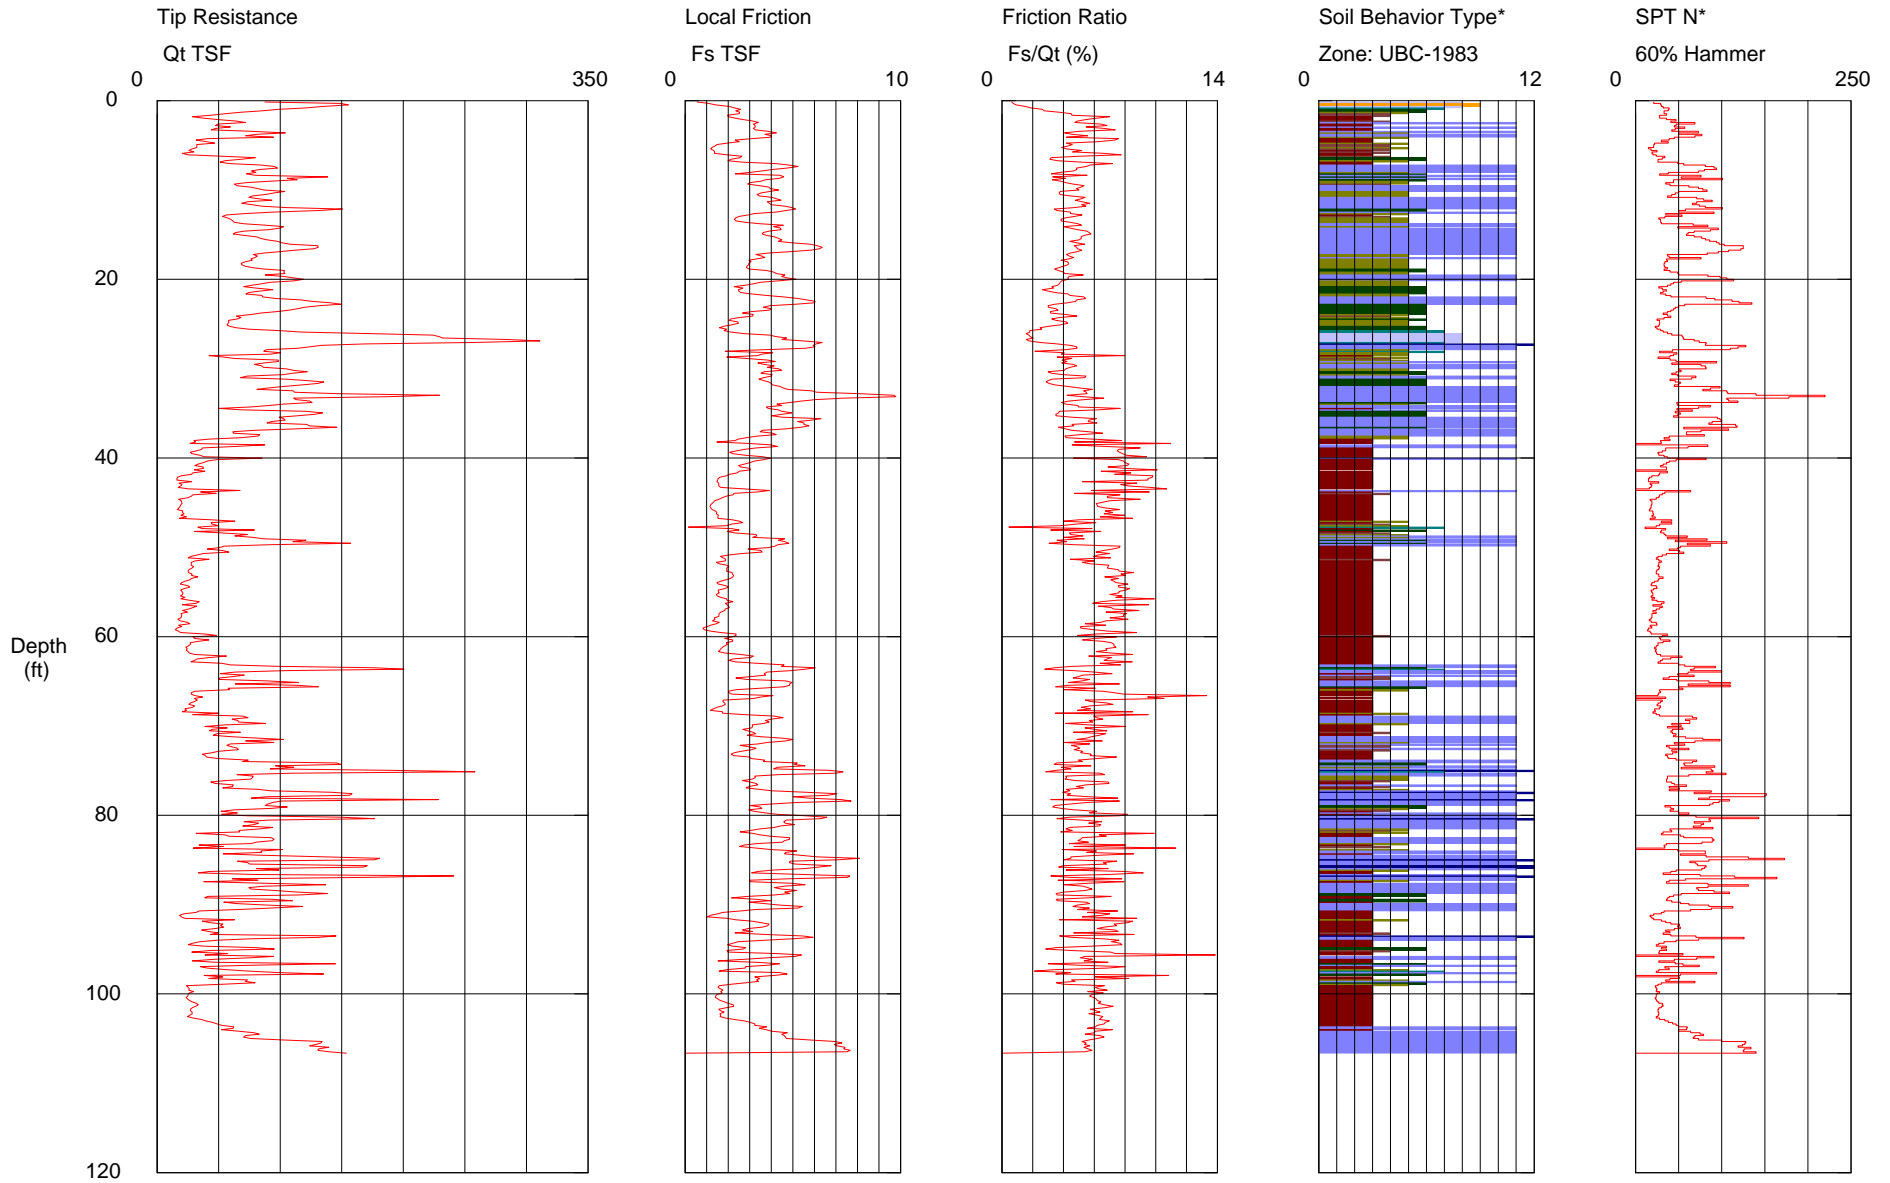 Tip Resistance Local Friction Friction Ratio Soil Behavior Type* SPT N*
Qt TSF Fs TSF Fs/Qt (%) Zone: UBC-1983 60% Hammer
0 350 0 10 0 14 0 12 0 250
0
20
40
60
Depth
(ft)
80
100
120